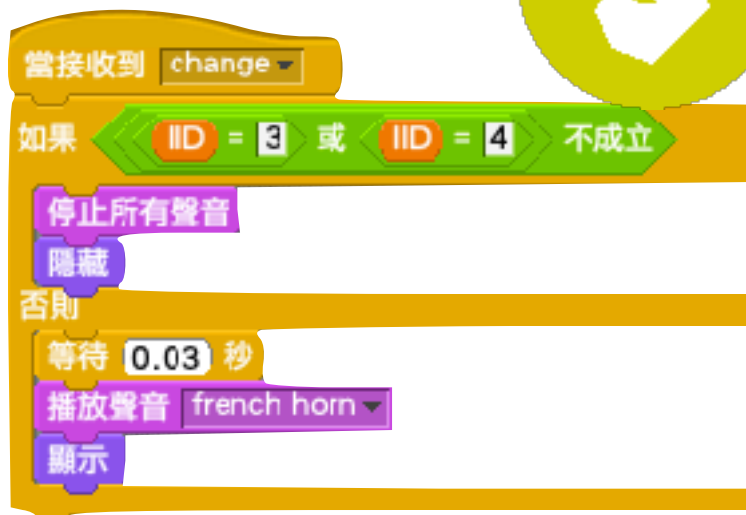 當接收到 change
如果 IID = 3 或 IID = 4 不成立
停止所有聲音
隱藏
否則
等待 0.03 秒
播放聲音 french horn
顯示